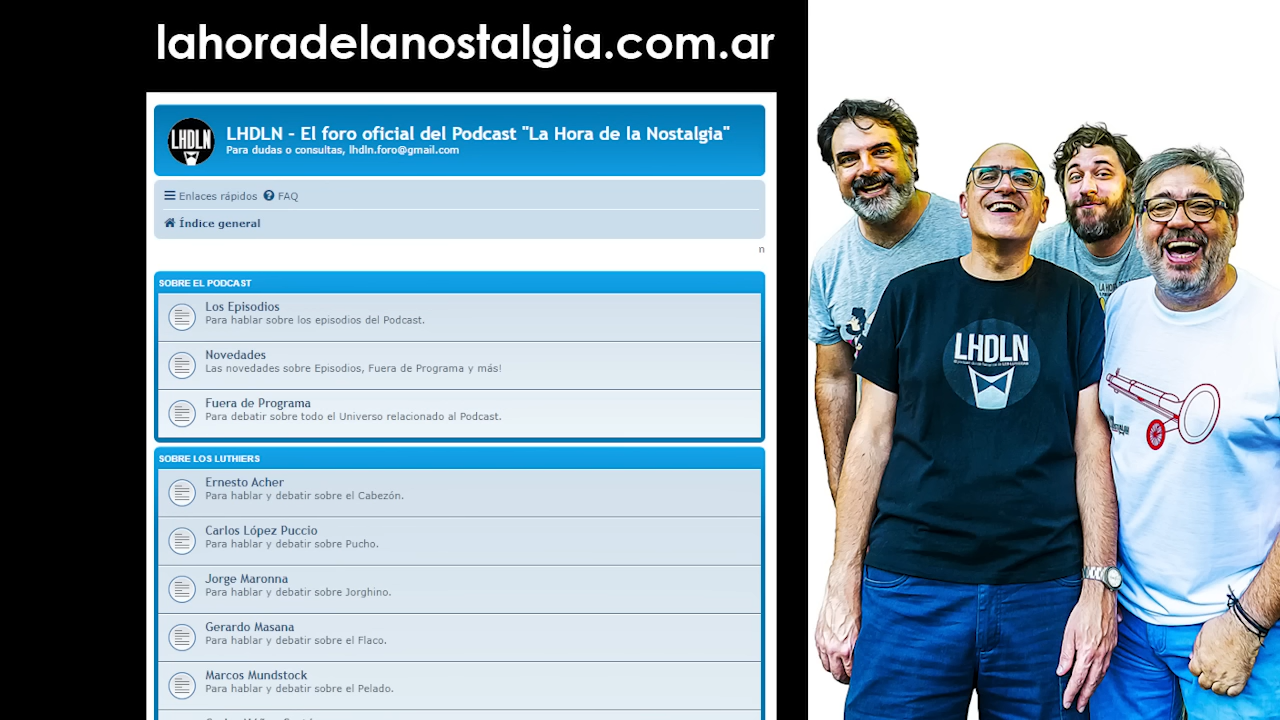 lahoradelanostalgia.com.ar
LHDLN
LHDLN - El foro oficial del Podcast "La Hora de la Nostalgia"
Para dudas o consultas, lhdln.foro@gmail.com
Enlaces rápidos FAQ
Índice general
n
SOBRE EL PODCAST
Los Episodios
Para hablar sobre los episodios del Podcast.
Novedades
Las novedades sobre Episodios, Fuera de Programa y más!
Fuera de Programa
Para debatir sobre todo el Universo relacionado al Podcast.
SOBRE LOS LUTHIERS
Ernesto Acher
Para hablar y debatir sobre el Cabezón.
Carlos López Puccio
Para hablar y debatir sobre Pucho.
Jorge Maronna
Para hablar y debatir sobre Jorghino.
Gerardo Masana
Para hablar y debatir sobre el Flaco.
Marcos Mundstock
Para hablar y debatir sobre el Pelado.
LHDLN
LA HORA